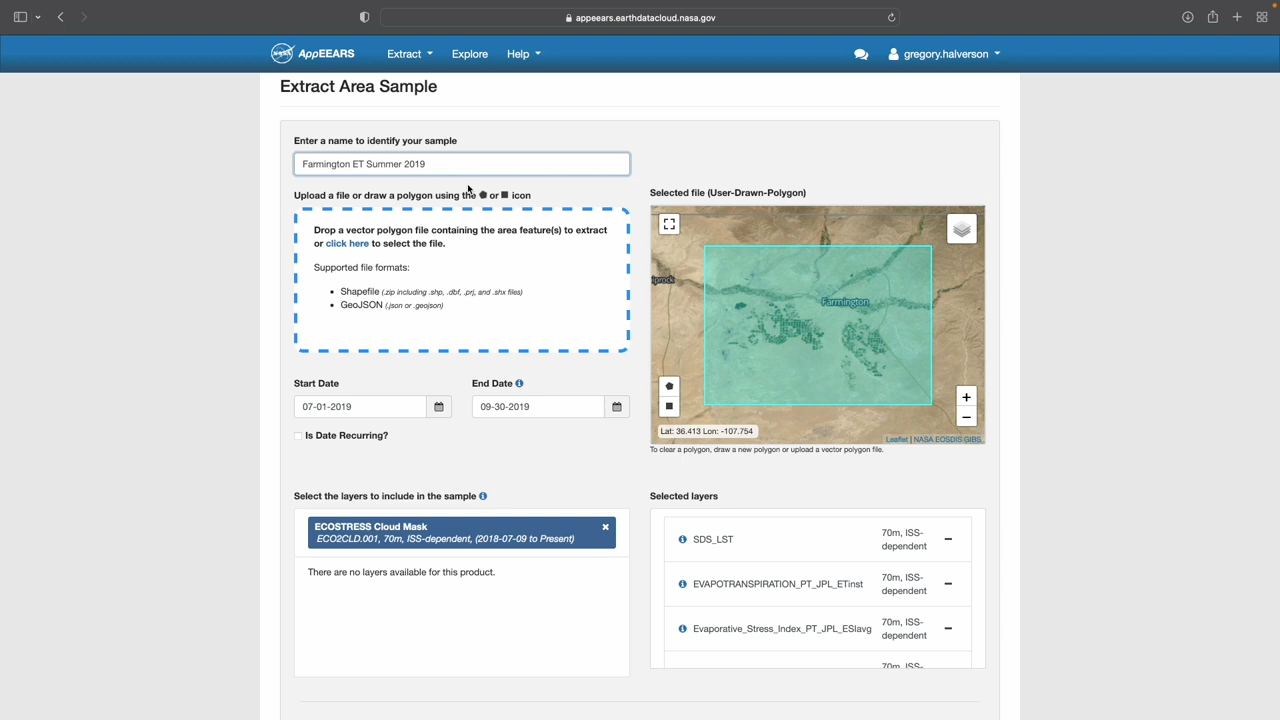 appeears.earthdatacloud.nasa.gov
NASA AppEEARS Extract Explore Help gregory.halverson
Extract Area Sample
Enter a name to identify your sample
Farmington ET Summer 2019
Upload a file or draw a polygon using the or icon
Drop a vector polygon file containing the area feature(s) to extract
or click here to select the file.
Supported file formats:
• Shapefile (.zip including .shp, .dbf, .prj, and .shx files)
• GeoJSON (.json or .geojson)
Selected file (User-Drawn-Polygon)
Farmington
+
−
Lat: 36.413 Lon: -107.754
Leaflet | NASA EOSDIS GIBS
To clear a polygon, draw a new polygon or upload a vector polygon file.
Start Date
07-01-2019
End Date
09-30-2019
Is Date Recurring?
Select the layers to include in the sample
ECOSTRESS Cloud Mask
ECO2CLD.001, 70m, ISS-dependent, (2018-07-09 to Present)
There are no layers available for this product.
Selected layers
SDS_LST 70m, ISS-
dependent
EVAPOTRANSPIRATION_PT_JPL_ETinst 70m, ISS-
dependent
Evaporative_Stress_Index_PT_JPL_ESIavg 70m, ISS-
dependent
70m, ISS-